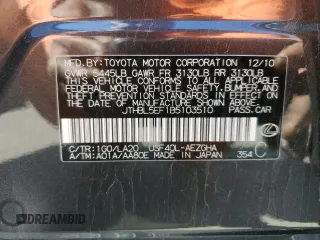 MFD.BY:TOYOTA MOTOR CORPORATION 12/10
GVWR 5445LB GAWR FR 3130LB RR 3130LB
THIS VEHICLE CONFORMS TO ALL APPLICABLE
FEDERAL MOTOR VEHICLE SAFETY, BUMPER,
AND THEFT PREVENTION STANDARDS IN EFFECT
ON THE DATE OF MANUFACTURE SHOWN ABOVE.
JTHBL5EF1B5103510 PASS.CAR
C/TR:1G0/LA20 USF40L-AEZGHA
A/TM:A01A/AA80E MADE IN JAPAN 354 C
DREAMBID